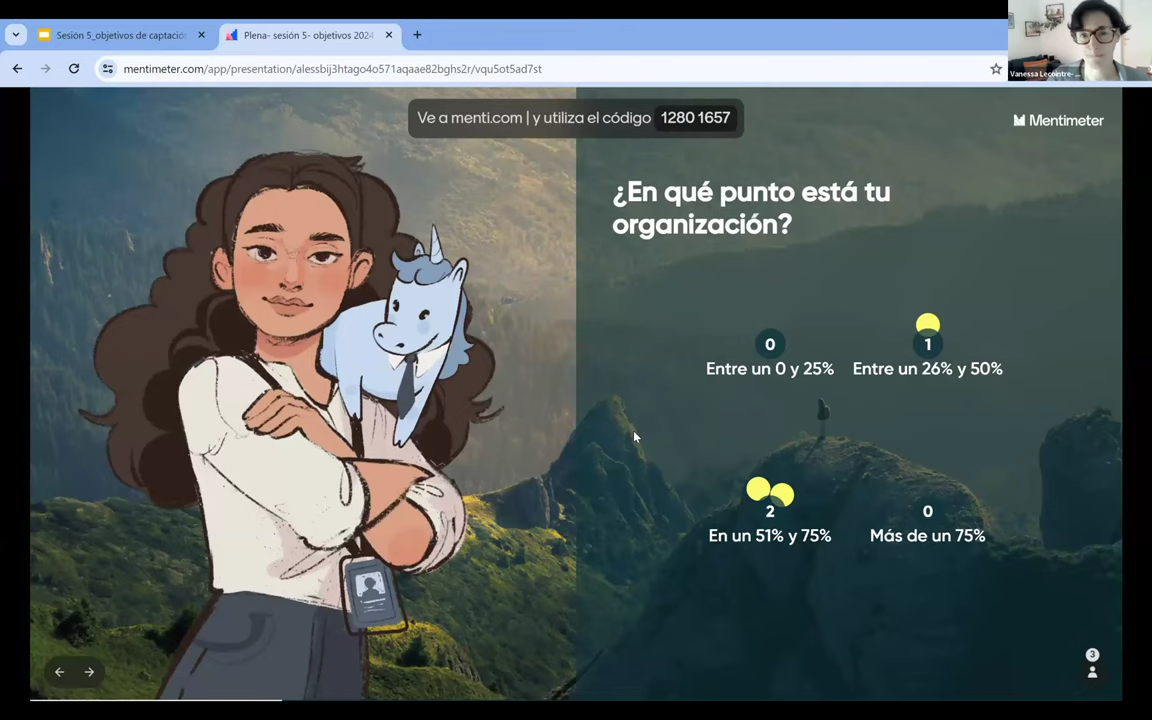 Sesión 5_objetivos de captació
Plena- sesión 5- objetivos 2024
mentimeter.com/app/presentation/alessbij3htago4o571aqaae82bghs2r/vqu5ot5ad7st
Vanessa Lecointre- ...
Ve a menti.com | y utiliza el código 1280 1657
Mentimeter
¿En qué punto está tu
organización?
0
1
Entre un 0 y 25%
Entre un 26% y 50%
2
0
En un 51% y 75%
Más de un 75%
3